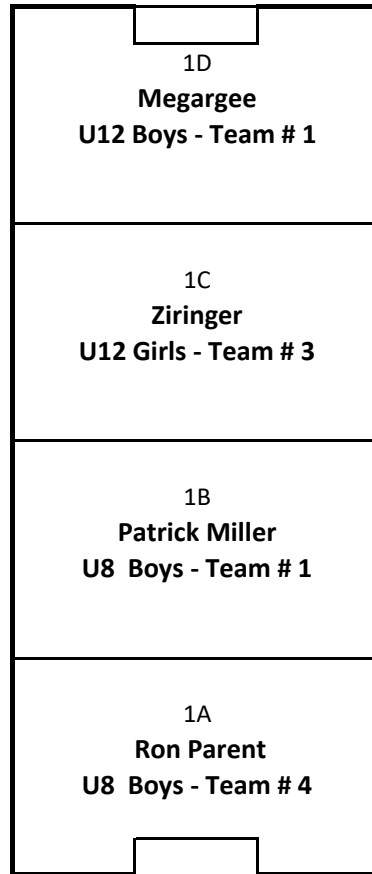 1D
Megargee
U12 Boys - Team # 1
1C
Ziringer
U12 Girls - Team # 3
1B
Patrick Miller
U8  Boys - Team # 1
1A
Ron Parent
U8  Boys - Team # 4